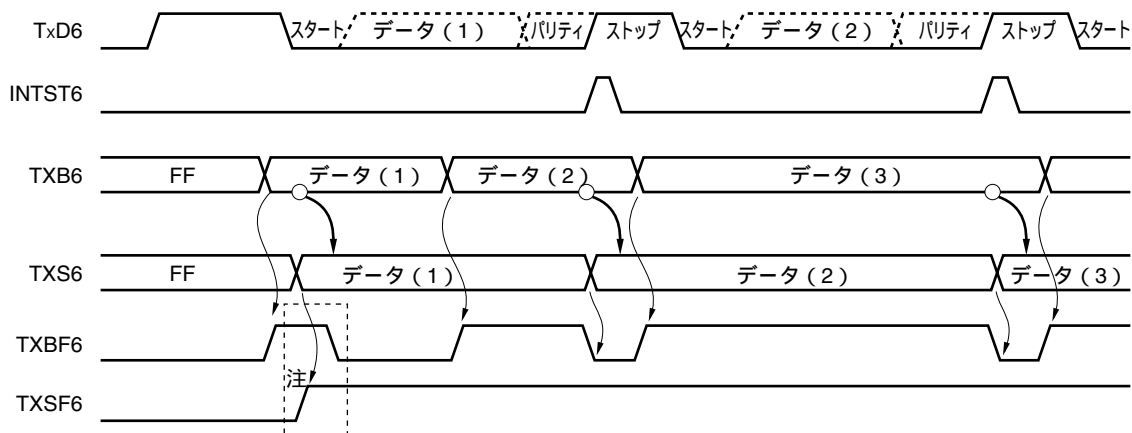 TxD6 スタート データ(1) パリティ ストップ スタート データ(2) パリティ ストップ スタート
INTST6
TXB6 FF データ(1) データ(2) データ(3)
TXS6 FF データ(1) データ(2) データ(3)
TXBF6
注
TXSF6